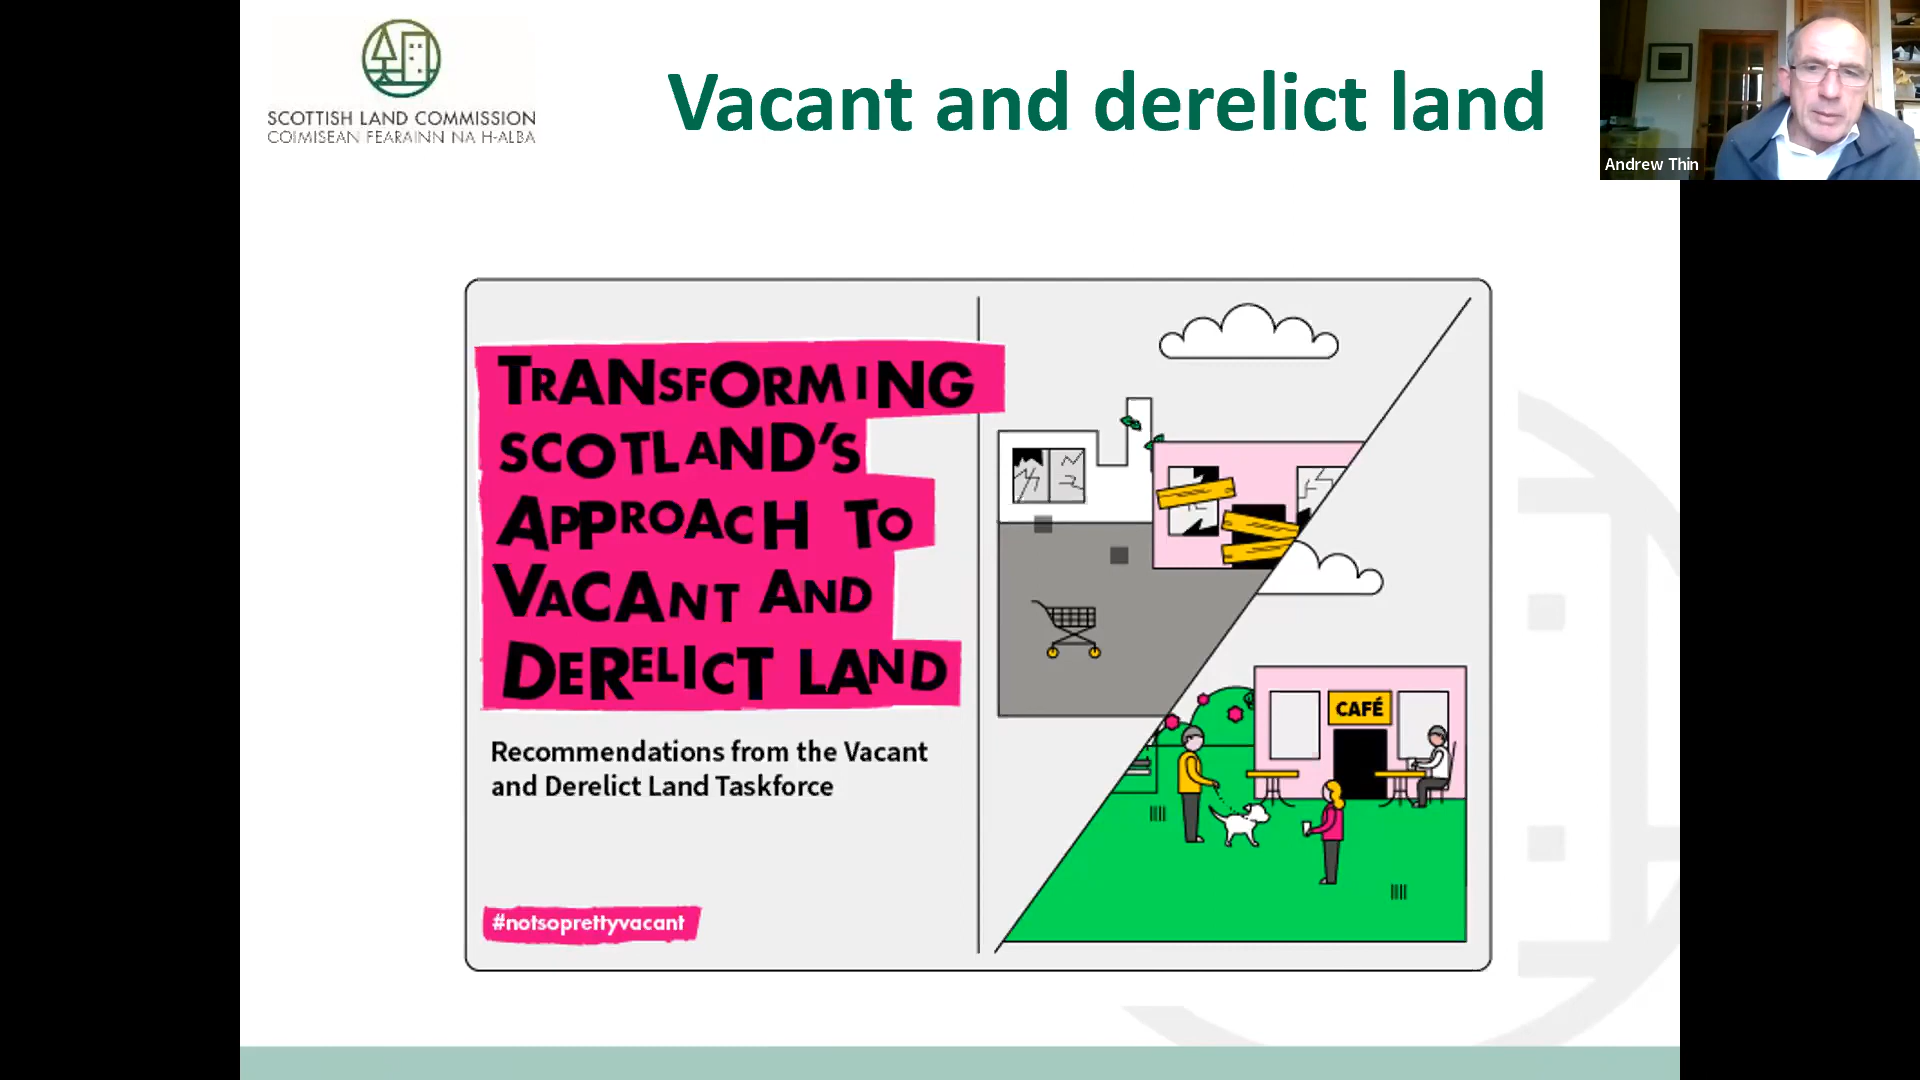 SCOTTISH LAND COMMISSION
COIMISEAN FEARAINN NA H-ALBA
Vacant and derelict land
Andrew Thin
TRANSFORMING
SCOTLAND'S
APPROACH TO
VACANT AND
DERELICT LAND
Recommendations from the Vacant
and Derelict Land Taskforce
#notsoprettyvacant
CAFÉ